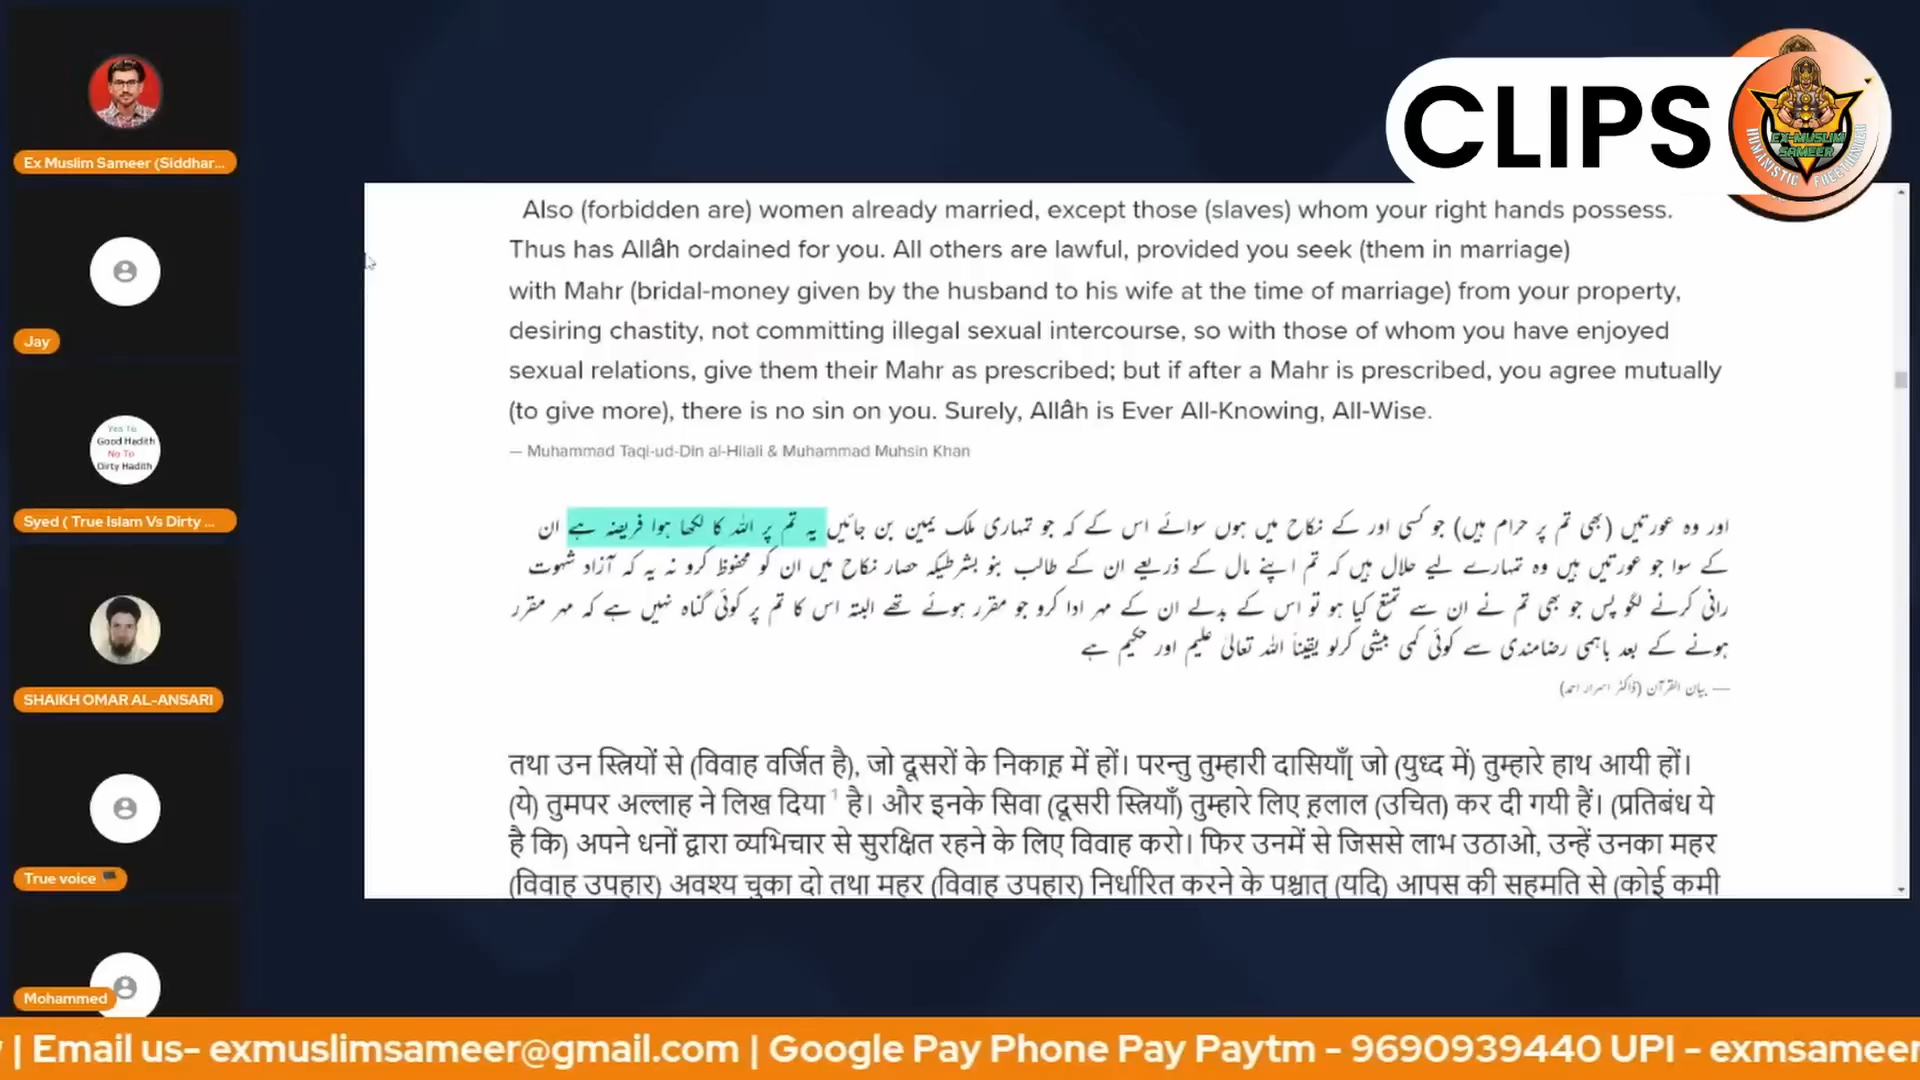 CLIPS
EX-MUSLIM
SAMEER
HUMANISTIC FREETHINKER
Ex Muslim Sameer (Siddhar...
Jay
Yes To
Good Hadith
No To
Dirty Hadith
Syed ( True Islam Vs Dirty ...
SHAIKH OMAR AL-ANSARI
True voice
Mohammed
Also (forbidden are) women already married, except those (slaves) whom your right hands possess.
Thus has Allâh ordained for you. All others are lawful, provided you seek (them in marriage)
with Mahr (bridal-money given by the husband to his wife at the time of marriage) from your property,
desiring chastity, not committing illegal sexual intercourse, so with those of whom you have enjoyed
sexual relations, give them their Mahr as prescribed; but if after a Mahr is prescribed, you agree mutually
(to give more), there is no sin on you. Surely, Allâh is Ever All-Knowing, All-Wise.
— Muhammad Taqi-ud-Din al-Hilali & Muhammad Muhsin Khan
اور وہ عورتیں (بھی تم پر حرام ہیں) جو کسی اور کے نکاح میں ہوں سوائے اس کے کہ جو تمہاری ملک یمین بن جائیں یہ تم پر اللہ کا لکھا ہوا فریضہ ہے ان
کے سوا جو عورتیں ہیں وہ تمہارے لیے حلال ہیں کہ تم اپنے مال کے ذریعے ان کے طالب بنو بشرطیکہ حصار نکاح میں ان کو محفوظ کرو نہ یہ کہ آزاد شہوت
رانی کرنے لگو پس جو بھی تم نے ان سے تمتع کیا ہو تو اس کے بدلے ان کے مہر ادا کرو جو مقرر ہوئے تھے البتہ اس کا تم پر کوئی گناہ نہیں ہے کہ مہر مقرر
ہونے کے بعد باہمی رضامندی سے کوئی کمی بیشی کرلو یقیناً اللہ تعالیٰ علیم اور حکیم ہے
— بیان القرآن (ڈاکٹر اسرار احمد)
तथा उन स्त्रियों से (विवाह वर्जित है), जो दूसरों के निकाह़ में हों। परन्तु तुम्हारी दासियाँ[ जो (युध्द में) तुम्हारे हाथ आयी हों।
(ये) तुमपर अल्लाह ने लिख दिया ¹ है। और इनके सिवा (दूसरी स्त्रियाँ) तुम्हारे लिए ह़लाल (उचित) कर दी गयी हैं। (प्रतिबंध ये
है कि) अपने धनों द्वारा व्यभिचार से सुरक्षित रहने के लिए विवाह करो। फिर उनमें से जिससे लाभ उठाओ, उन्हें उनका महर
(विवाह उपहार) अवश्य चुका दो तथा महर (विवाह उपहार) निर्धारित करने के पश्चात् (यदि) आपस की सहमति से (कोई कमी
| Email us- exmuslimsameer@gmail.com | Google Pay Phone Pay Paytm - 9690939440 UPI - exmsameer